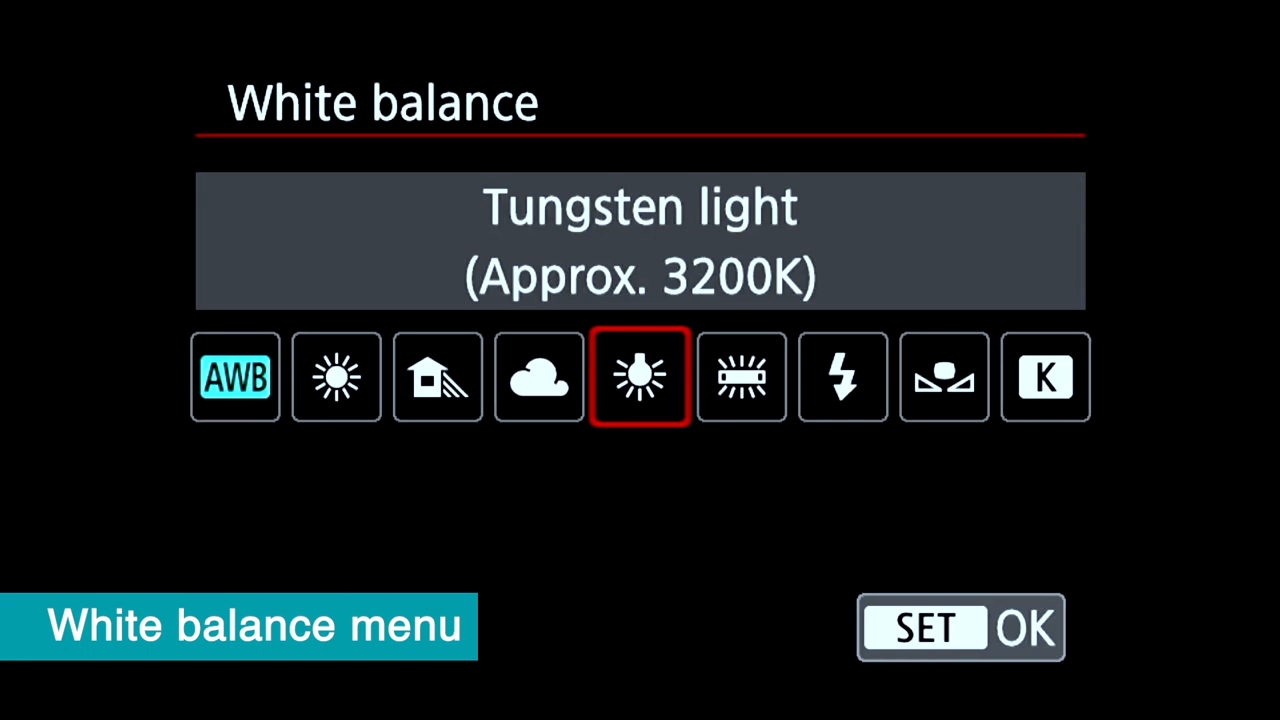 White balance
Tungsten light
(Approx. 3200K)
AWB
K
White balance menu
SET OK